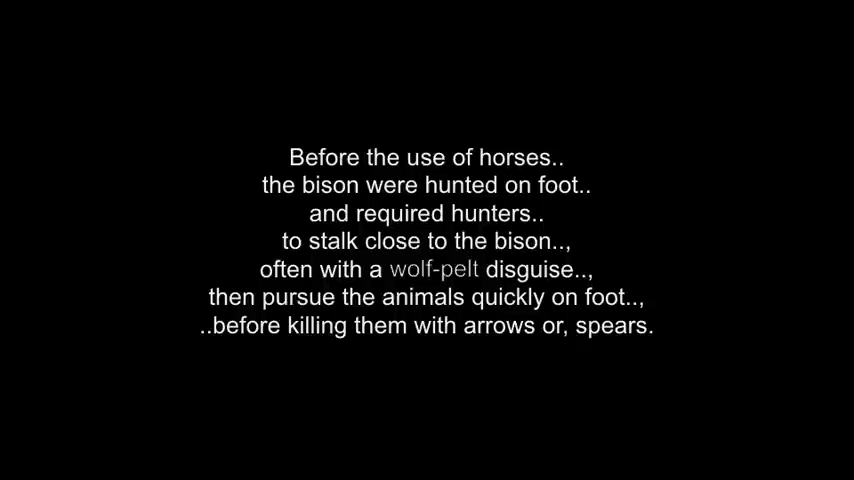 Before the use of horses..
the bison were hunted on foot..
and required hunters..
to stalk close to the bison..,
often with a wolf-pelt disguise..,
then pursue the animals quickly on foot..,
..before killing them with arrows or, spears.